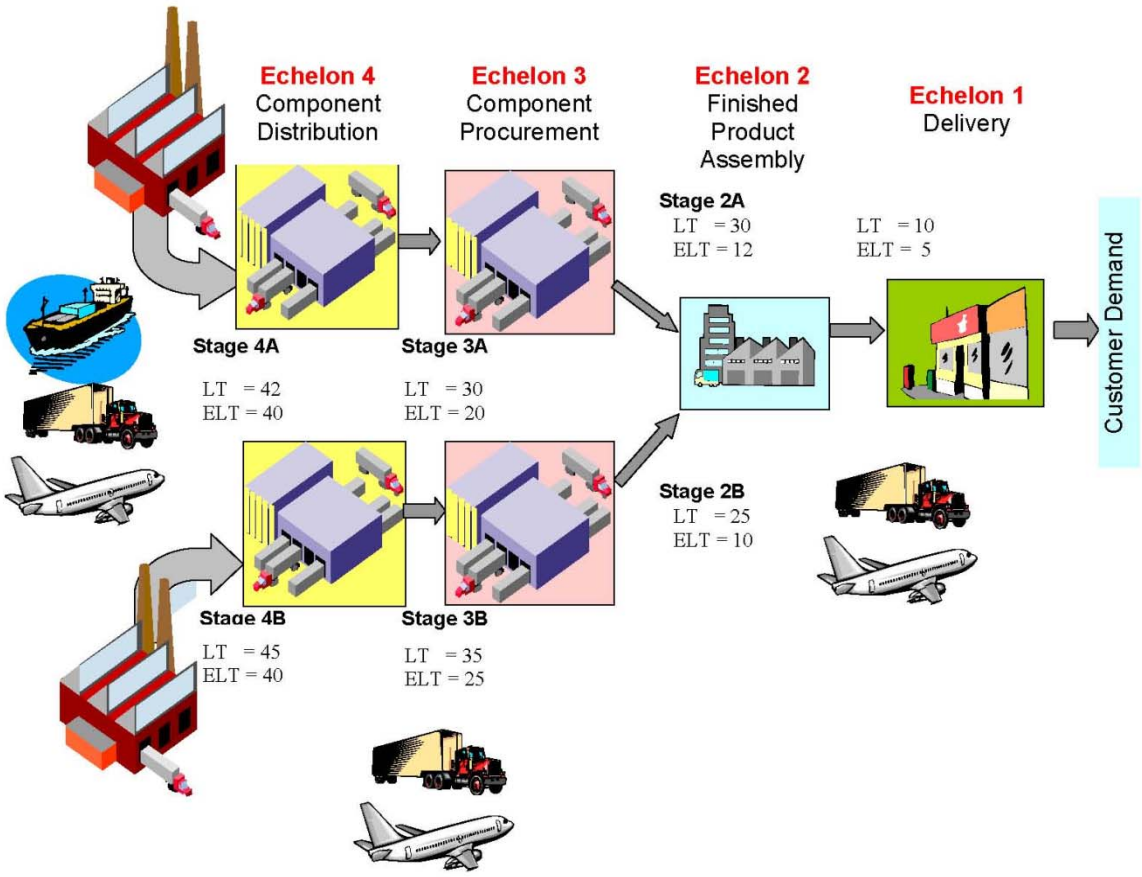 Echelon 4
Component
Distribution
Echelon 3
Component
Procurement
Echelon 2
Finished
Product
Assembly
Echelon 1
Delivery
Stage 2A
LT = 30
ELT = 12
LT = 10
ELT = 5
Stage 4A
LT = 42
ELT = 40
Stage 3A
LT = 30
ELT = 20
Customer Demand
Stage 2B
LT = 25
ELT = 10
Stage 4B
LT = 45
ELT = 40
Stage 3B
LT = 35
ELT = 25